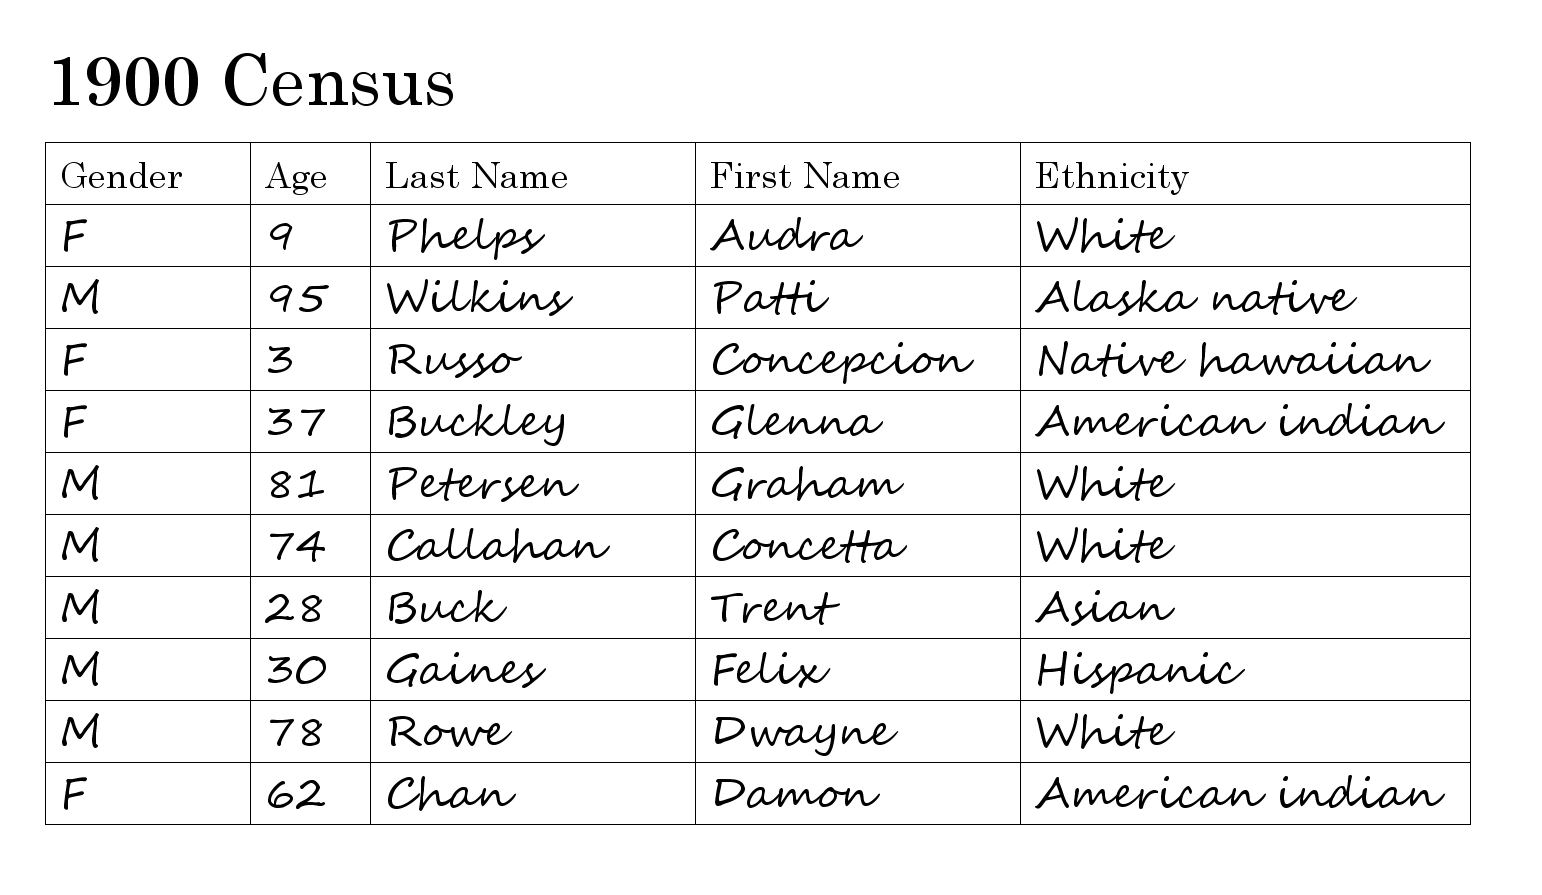 1900 Census
Gender Age Last Name First Name Ethnicity
F 9 Phelps Audra White
M 95 Wilkins Patti Alaska native
F 3 Russo Concepcion Native hawaiian
F 37 Buckley Glenna American indian
M 81 Petersen Graham White
M 74 Callahan Concetta White
M 28 Buck Trent Asian
M 30 Gaines Felix Hispanic
M 78 Rowe Dwayne White
F 62 Chan Damon American indian